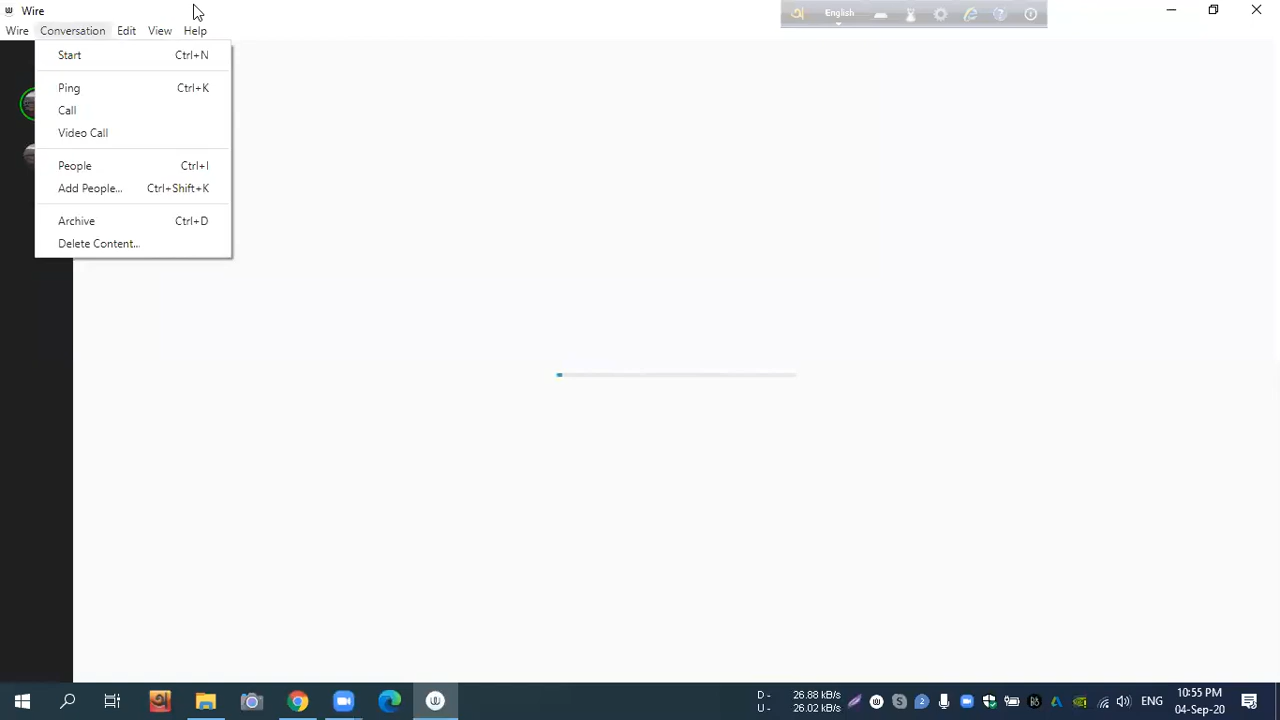 Wire
English
Wire Conversation Edit View Help
Start Ctrl+N
Ping Ctrl+K
Call
Video Call
People Ctrl+I
Add People... Ctrl+Shift+K
Archive Ctrl+D
Delete Content...
D - 26.88 kB/s
U - 26.02 kB/s
ENG
10:55 PM
04-Sep-20